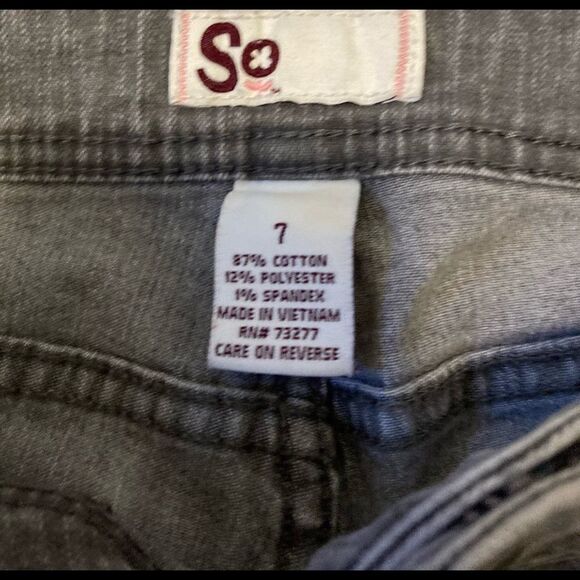 So
7
87% COTTON
12% POLYESTER
1% SPANDEX
MADE IN VIETNAM
RN# 73277
CARE ON REVERSE